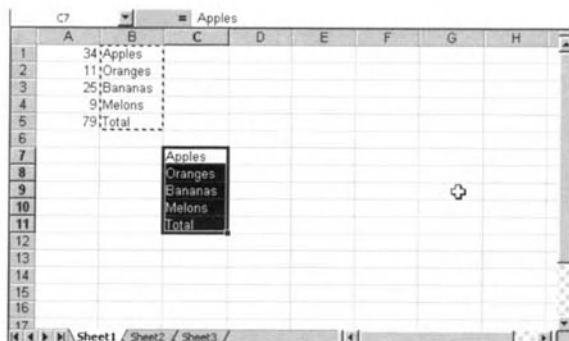 C7 = Apples
A B C D E F G H
1 34 Apples
2 11 Oranges
3 25 Bananas
4 9 Melons
5 79 Total
6
7 Apples
8 Oranges
9 Bananas
10 Melons
11 Total
12
13
14
15
16
17
Sheet1 Sheet2 Sheet3